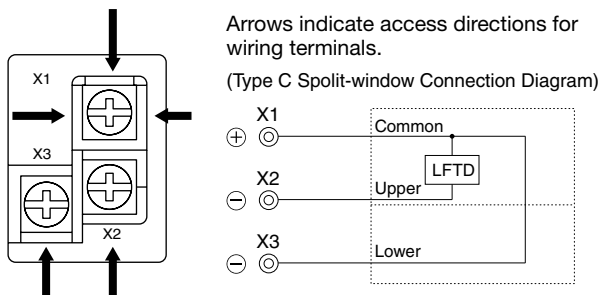 Arrows indicate access directions for
wiring terminals.
(Type C Spolit-window Connection Diagram)
X1
X3
X2
X1
Common
LFTD
X2
Upper
X3
Lower